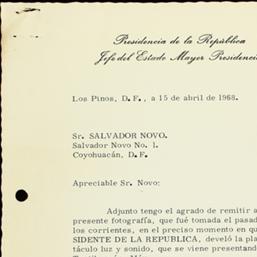 Presidencia de la República
Jefe del Estado Mayor Presidenci
Los Pinos, D. F., a 15 de abril de 1968.
Sr. SALVADOR NOVO.
Salvador Novo No. 1.
Coyohuacán, D. F.
Apreciable Sr. Novo:
Adjunto tengo el agrado de remitir a
presente fotografía, que fué tomada el pasad
los corrientes, en el preciso momento en qu
SIDENTE DE LA REPUBLICA, develó la pla
táculo luz y sonido, que se viene presentand